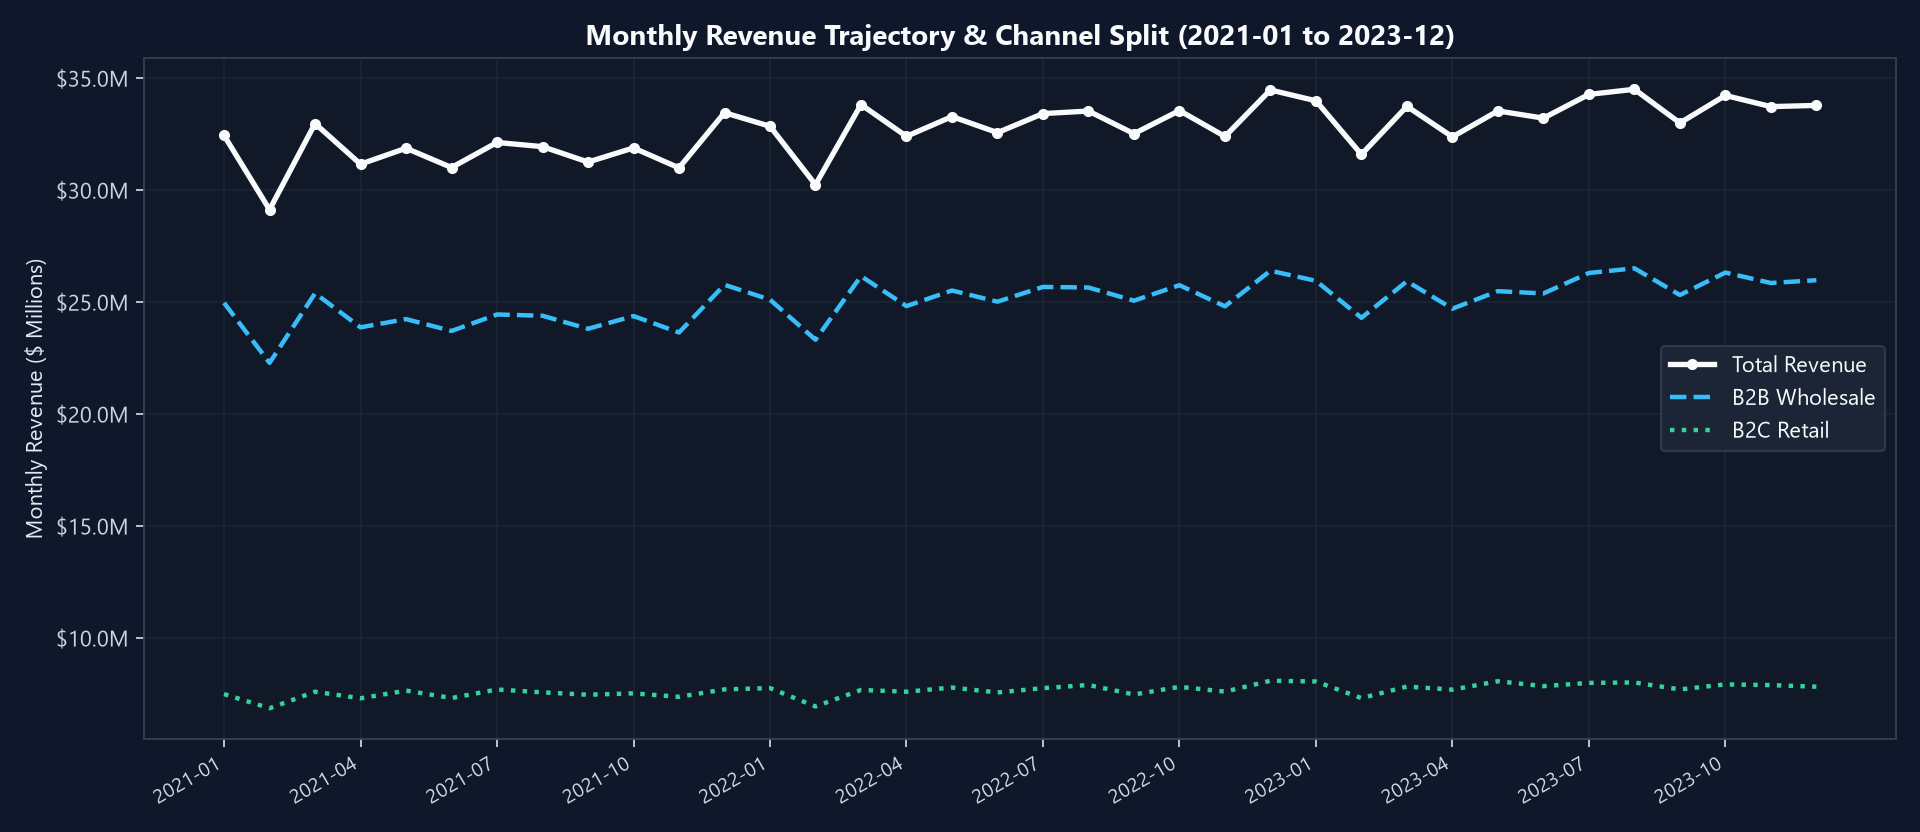 Monthly Revenue Trajectory & Channel Split (2021-01 to 2023-12)
Monthly Revenue ($ Millions)
$35.0M
$30.0M
$25.0M
$20.0M
$15.0M
$10.0M
Total Revenue
B2B Wholesale
B2C Retail
2021-01
2021-04
2021-07
2021-10
2022-01
2022-04
2022-07
2022-10
2023-01
2023-04
2023-07
2023-10